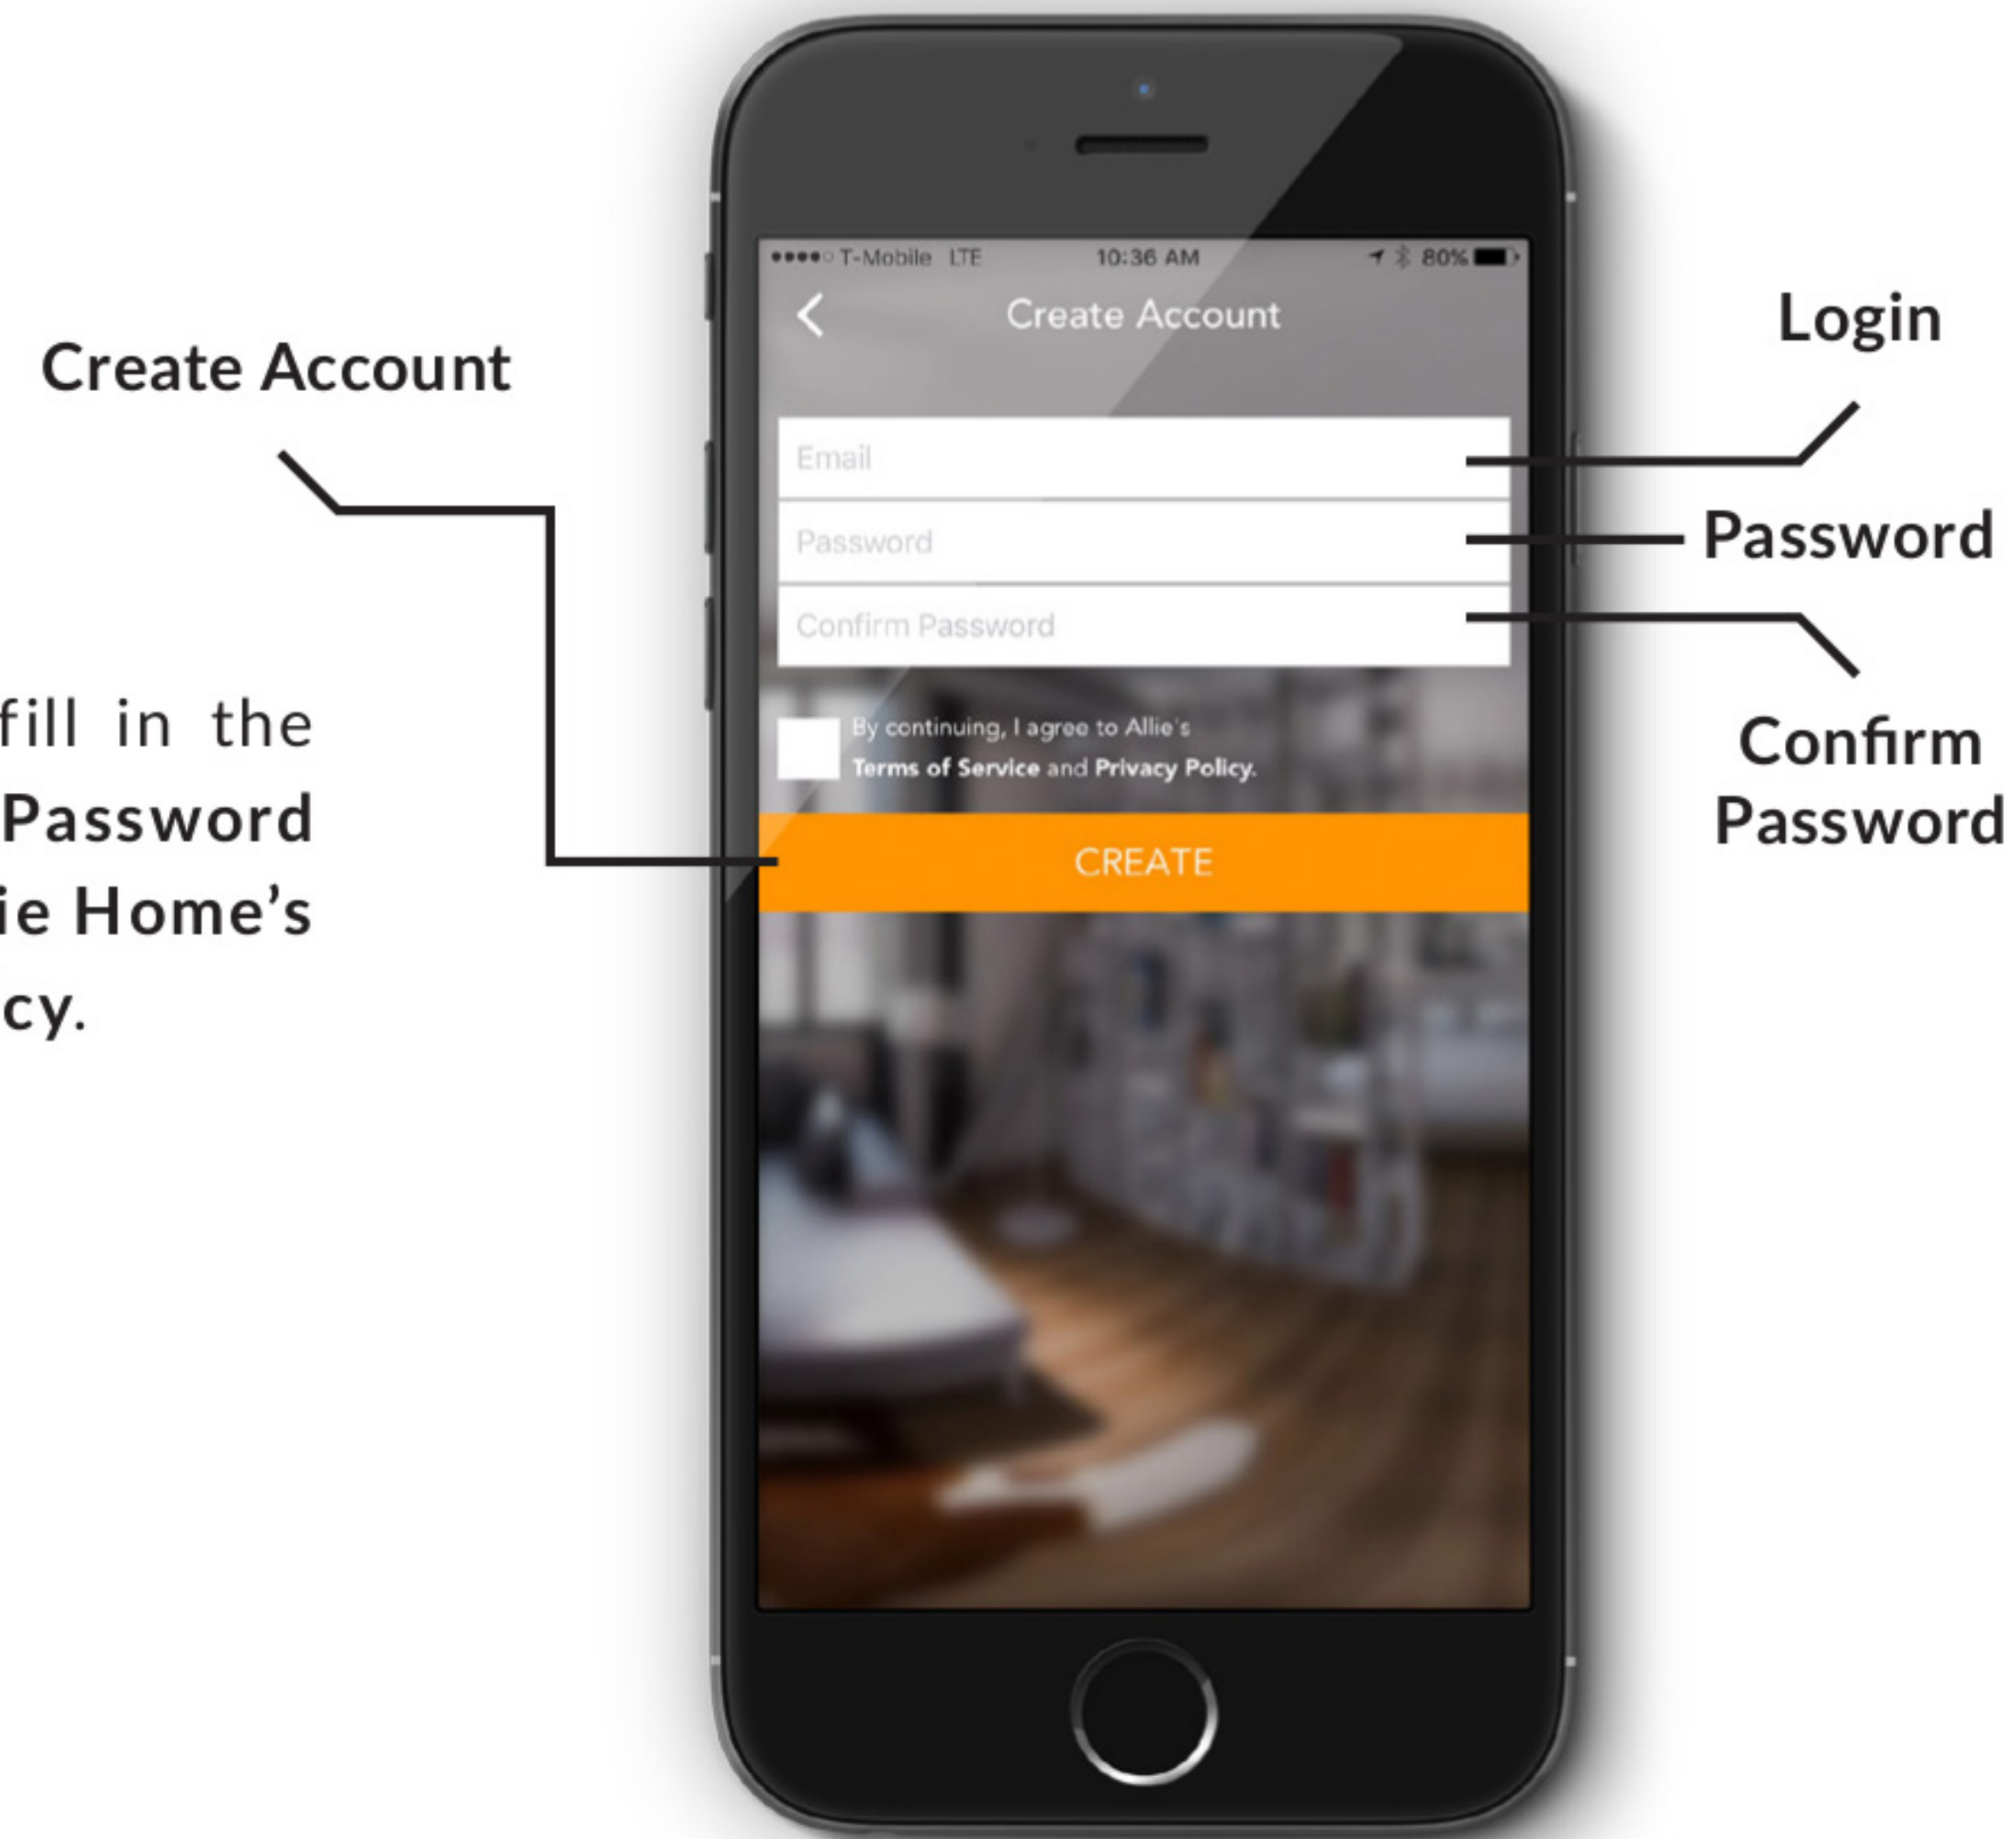 Create Account
fill in the
Password
ie Home's
cy.
T-Mobile LTE 10:36 AM 80%
Create Account
Email
Password
Confirm Password
By continuing, I agree to Allie's
Terms of Service and Privacy Policy.
CREATE
Login
Password
Confirm
Password